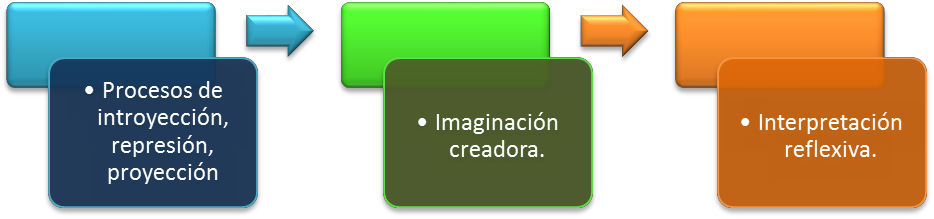 • Procesos de
introyección,
represión,
proyección
• Imaginación
creadora.
• Interpretación
reflexiva.